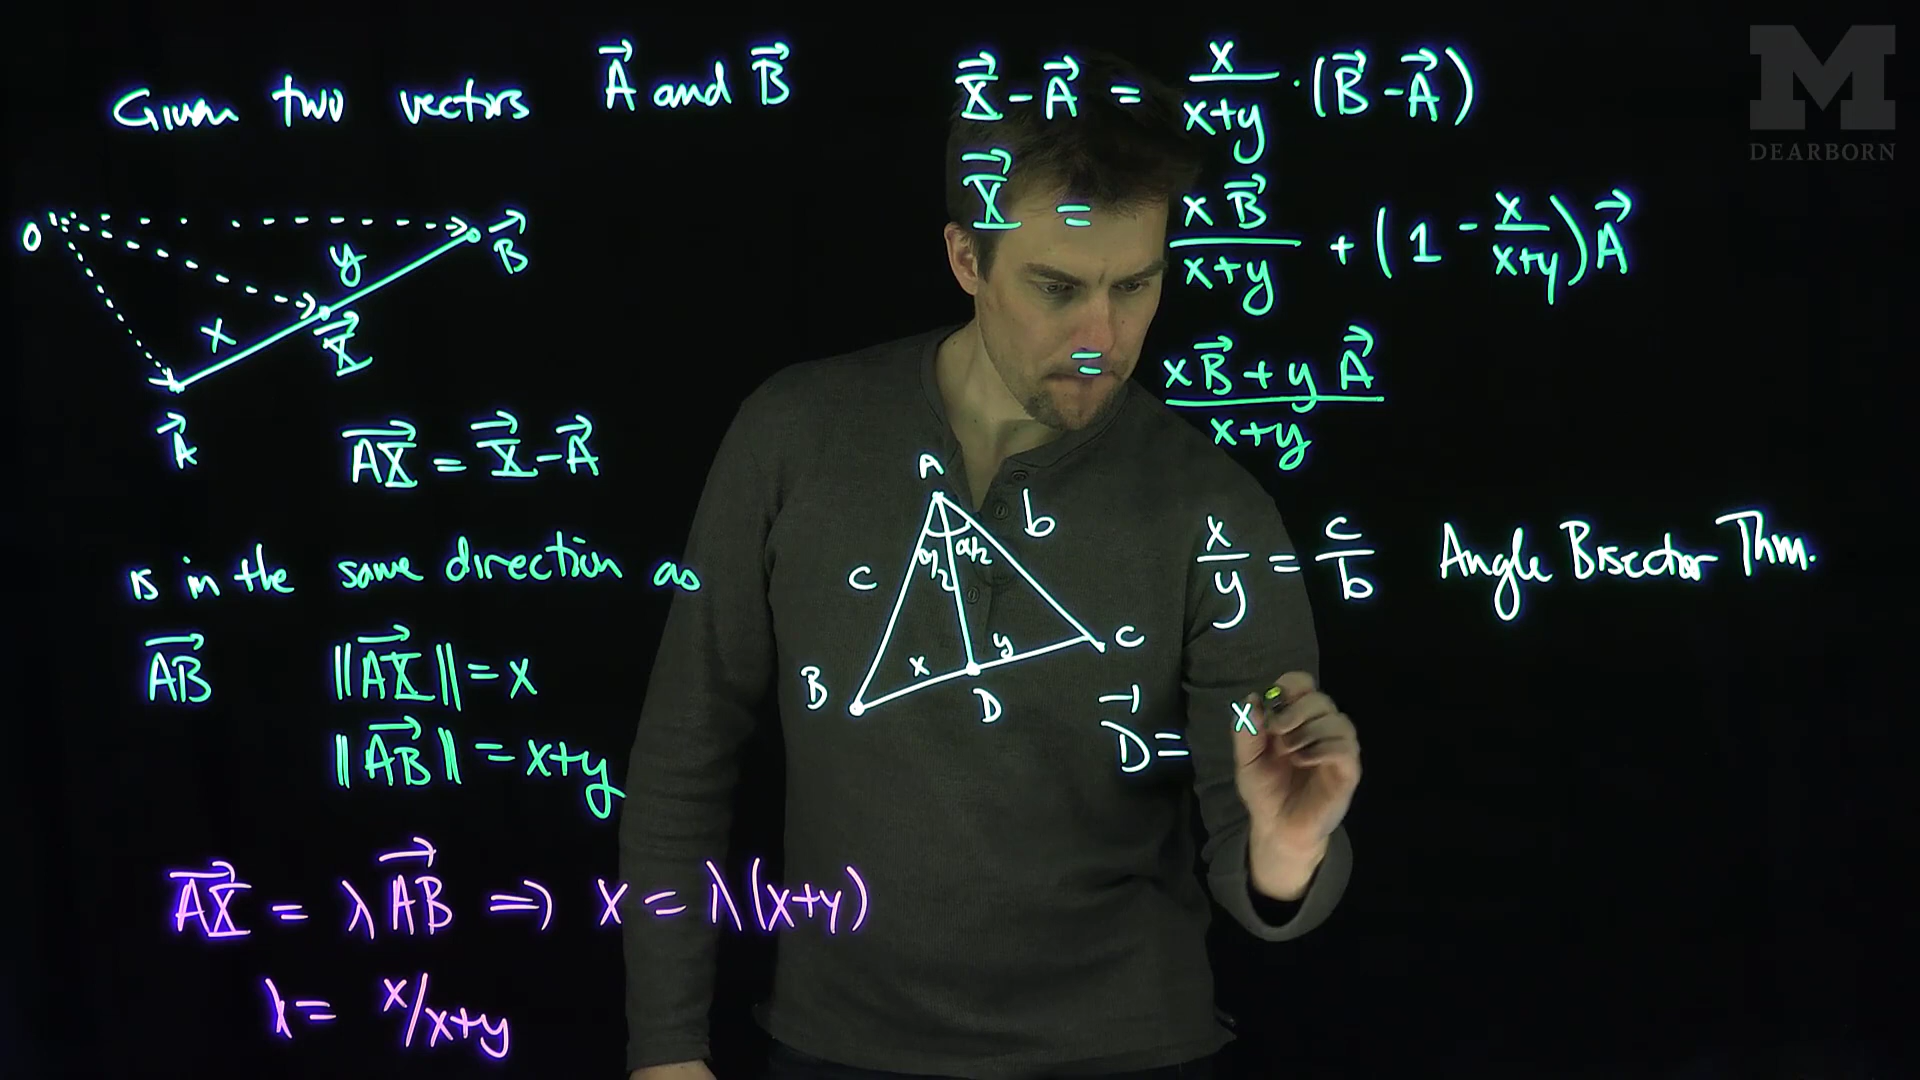 Given two vectors A⃗ and B⃗
O
y
B⃗
x
X⃗
A⃗
AX⃗ = X⃗ - A⃗
is in the same direction as
AB⃗
||AX⃗|| = x
||AB⃗|| = x+y
AX⃗ = λAB⃗ ⇒ x = λ(x+y)
λ = x/x+y
X⃗ - A⃗ = x/(x+y) · (B⃗ - A⃗)
X⃗ = xB⃗/(x+y) + (1 - x/(x+y))A⃗
= (xB⃗ + yA⃗)/(x+y)
A
b
α/2 α/2
c
x y C
B
D
x/y = c/b Angle Bisector Thm.
D⃗ = x
M
DEARBORN